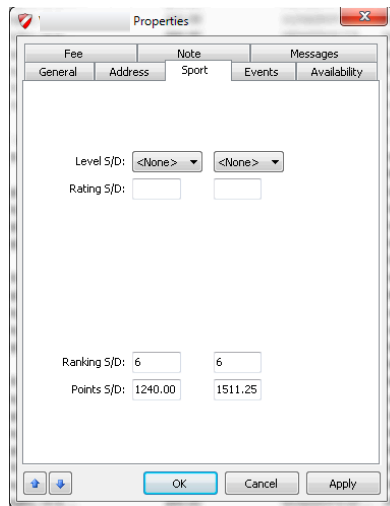 Properties
Fee Note Messages
General Address Sport Events Availability
Level S/D: <None> <None>
Rating S/D:
Ranking S/D: 6 6
Points S/D: 1240.00 1511.25
OK Cancel Apply